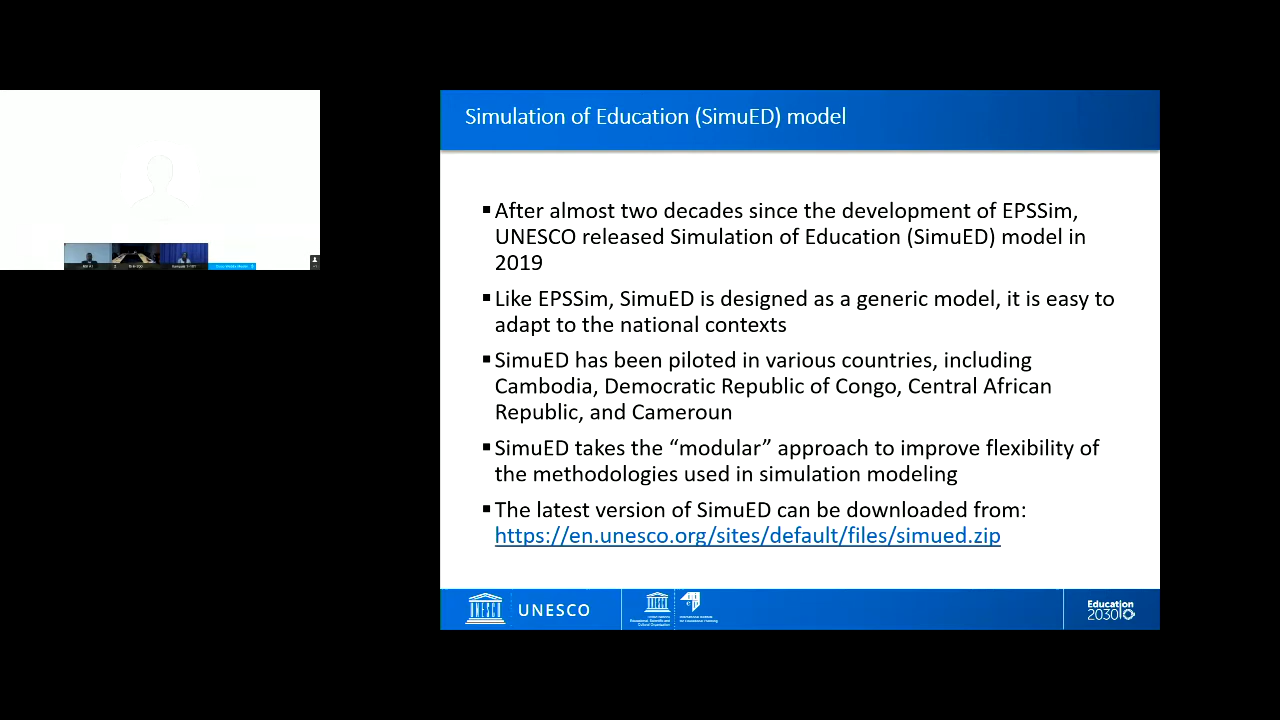 Simulation of Education (SimuED) model
▪After almost two decades since the development of EPSSim,
UNESCO released Simulation of Education (SimuED) model in
2019
▪Like EPSSim, SimuED is designed as a generic model, it is easy to
adapt to the national contexts
▪SimuED has been piloted in various countries, including
Cambodia, Democratic Republic of Congo, Central African
Republic, and Cameroun
▪SimuED takes the “modular” approach to improve flexibility of
the methodologies used in simulation modeling
▪The latest version of SimuED can be downloaded from:
https://en.unesco.org/sites/default/files/simued.zip
UNESCO
Education
2030